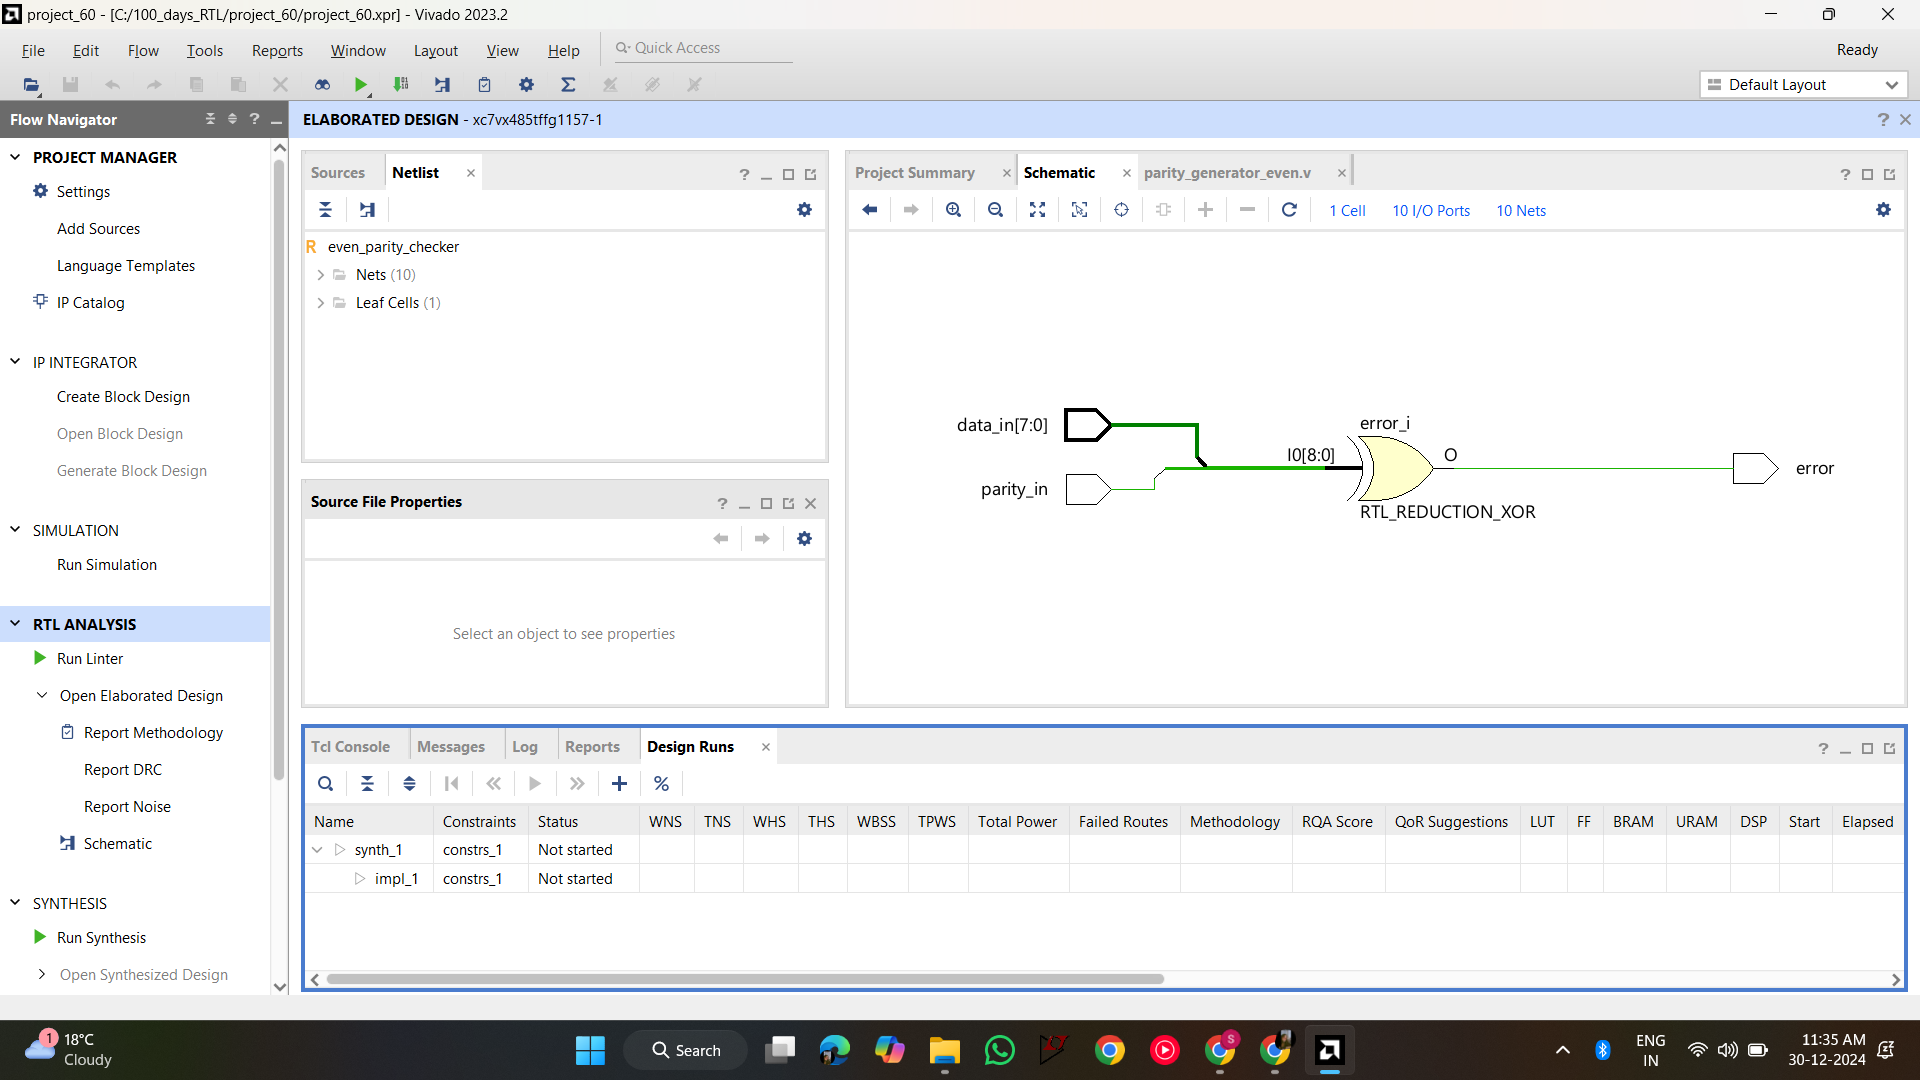 project_60 - [C:/100_days_RTL/project_60/project_60.xpr] - Vivado 2023.2
File Edit Flow Tools Reports Window Layout View Help Quick Access Ready
Default Layout
Flow Navigator
ELABORATED DESIGN - xc7vx485tffg1157-1
PROJECT MANAGER
Settings
Add Sources
Language Templates
IP Catalog
IP INTEGRATOR
Create Block Design
Open Block Design
Generate Block Design
SIMULATION
Run Simulation
RTL ANALYSIS
Run Linter
Open Elaborated Design
Report Methodology
Report DRC
Report Noise
Schematic
SYNTHESIS
Run Synthesis
Open Synthesized Design
Sources Netlist
even_parity_checker
Nets (10)
Leaf Cells (1)
Source File Properties
Select an object to see properties
Project Summary Schematic parity_generator_even.v
1 Cell 10 I/O Ports 10 Nets
data_in[7:0]
parity_in
error_i
I0[8:0]
O
RTL_REDUCTION_XOR
error
Tcl Console Messages Log Reports Design Runs
Name Constraints Status WNS TNS WHS THS WBSS TPWS Total Power Failed Routes Methodology RQA Score QoR Suggestions LUT FF BRAM URAM DSP Start Elapsed
synth_1 constrs_1 Not started
impl_1 constrs_1 Not started
1
18°C
Cloudy
Search
S
ENG
IN
11:35 AM
30-12-2024